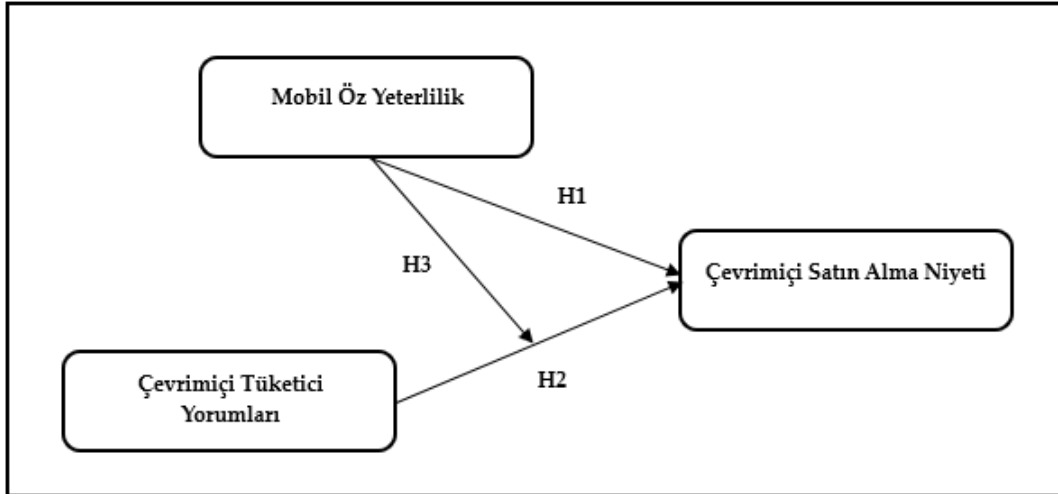 Mobil Öz Yeterlilik
H1
H3
Çevrimiçi Satın Alma Niyeti
Çevrimiçi Tüketici
Yorumları
H2